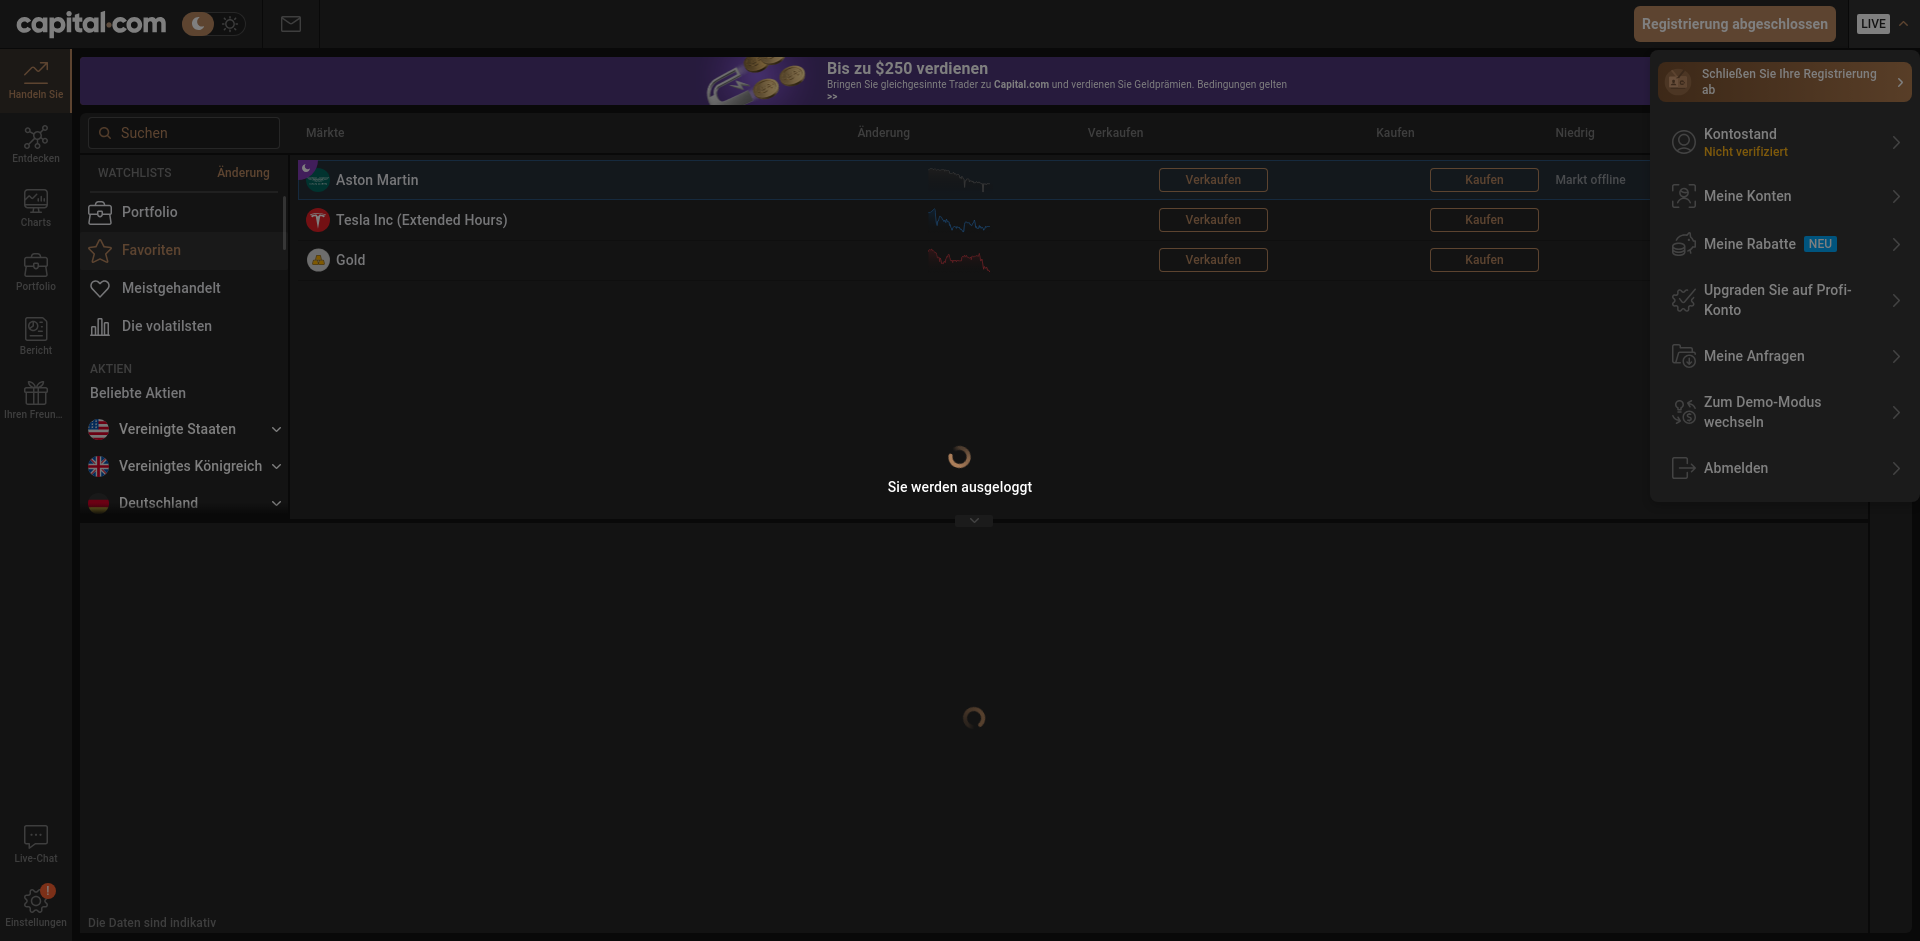 capital.com
Registrierung abgeschlossen
LIVE
Handeln Sie
Entdecken
Charts
Portfolio
Bericht
Ihren Freun...
Live-Chat
!
Einstellungen
Bis zu $250 verdienen
Bringen Sie gleichgesinnte Trader zu Capital.com und verdienen Sie Geldprämien. Bedingungen gelten
>>
Suchen
WATCHLISTS Änderung
Portfolio
Favoriten
Meistgehandelt
Die volatilsten
AKTIEN
Beliebte Aktien
Vereinigte Staaten
Vereinigtes Königreich
Deutschland
Märkte Änderung Verkaufen Kaufen Niedrig
Aston Martin Verkaufen Kaufen Markt offline
Tesla Inc (Extended Hours) Verkaufen Kaufen
Gold Verkaufen Kaufen
Sie werden ausgeloggt
Die Daten sind indikativ
Schließen Sie Ihre Registrierung
ab
Kontostand
Nicht verifiziert
Meine Konten
Meine Rabatte NEU
Upgraden Sie auf Profi-
Konto
Meine Anfragen
Zum Demo-Modus
wechseln
Abmelden